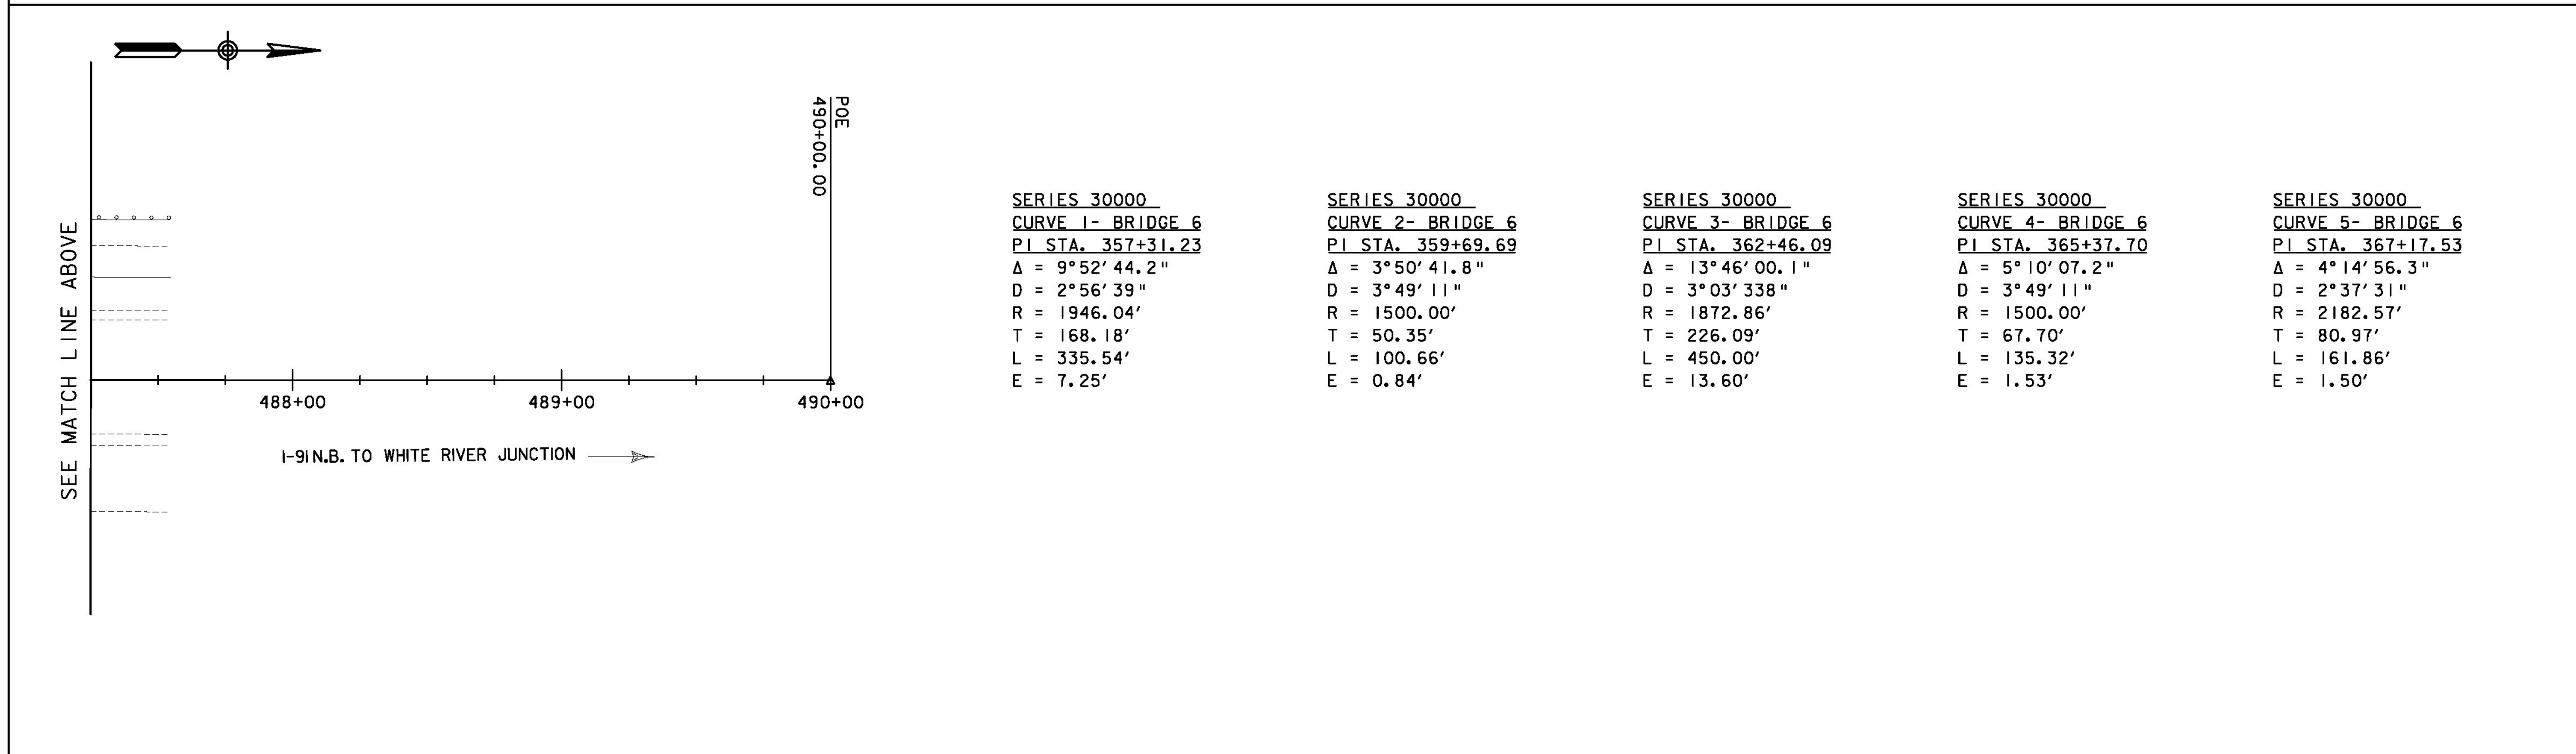 SEE MATCH LINE ABOVE
POE
490+00.00
488+00
489+00
490+00
I-91 N.B. TO WHITE RIVER JUNCTION
SERIES 30000
CURVE 1- BRIDGE 6
PI STA. 357+31.23
Δ = 9°52'44.2"
D = 2°56'39"
R = 1946.04'
T = 168.18'
L = 335.54'
E = 7.25'
SERIES 30000
CURVE 2- BRIDGE 6
PI STA. 359+69.69
Δ = 3°50'41.8"
D = 3°49'11"
R = 1500.00'
T = 50.35'
L = 100.66'
E = 0.84'
SERIES 30000
CURVE 3- BRIDGE 6
PI STA. 362+46.09
Δ = 13°46'00.1"
D = 3°03'338"
R = 1872.86'
T = 226.09'
L = 450.00'
E = 13.60'
SERIES 30000
CURVE 4- BRIDGE 6
PI STA. 365+37.70
Δ = 5°10'07.2"
D = 3°49'11"
R = 1500.00'
T = 67.70'
L = 135.32'
E = 1.53'
SERIES 30000
CURVE 5- BRIDGE 6
PI STA. 367+17.53
Δ = 4°14'56.3"
D = 2°37'31"
R = 2182.57'
T = 80.97'
L = 161.86'
E = 1.50'